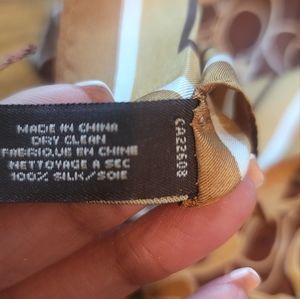 MADE IN CHINA
DRY CLEAN
FABRIQUE EN CHINE
NETTOYAGE A SEC
100% SILK/SOIE
CA22608